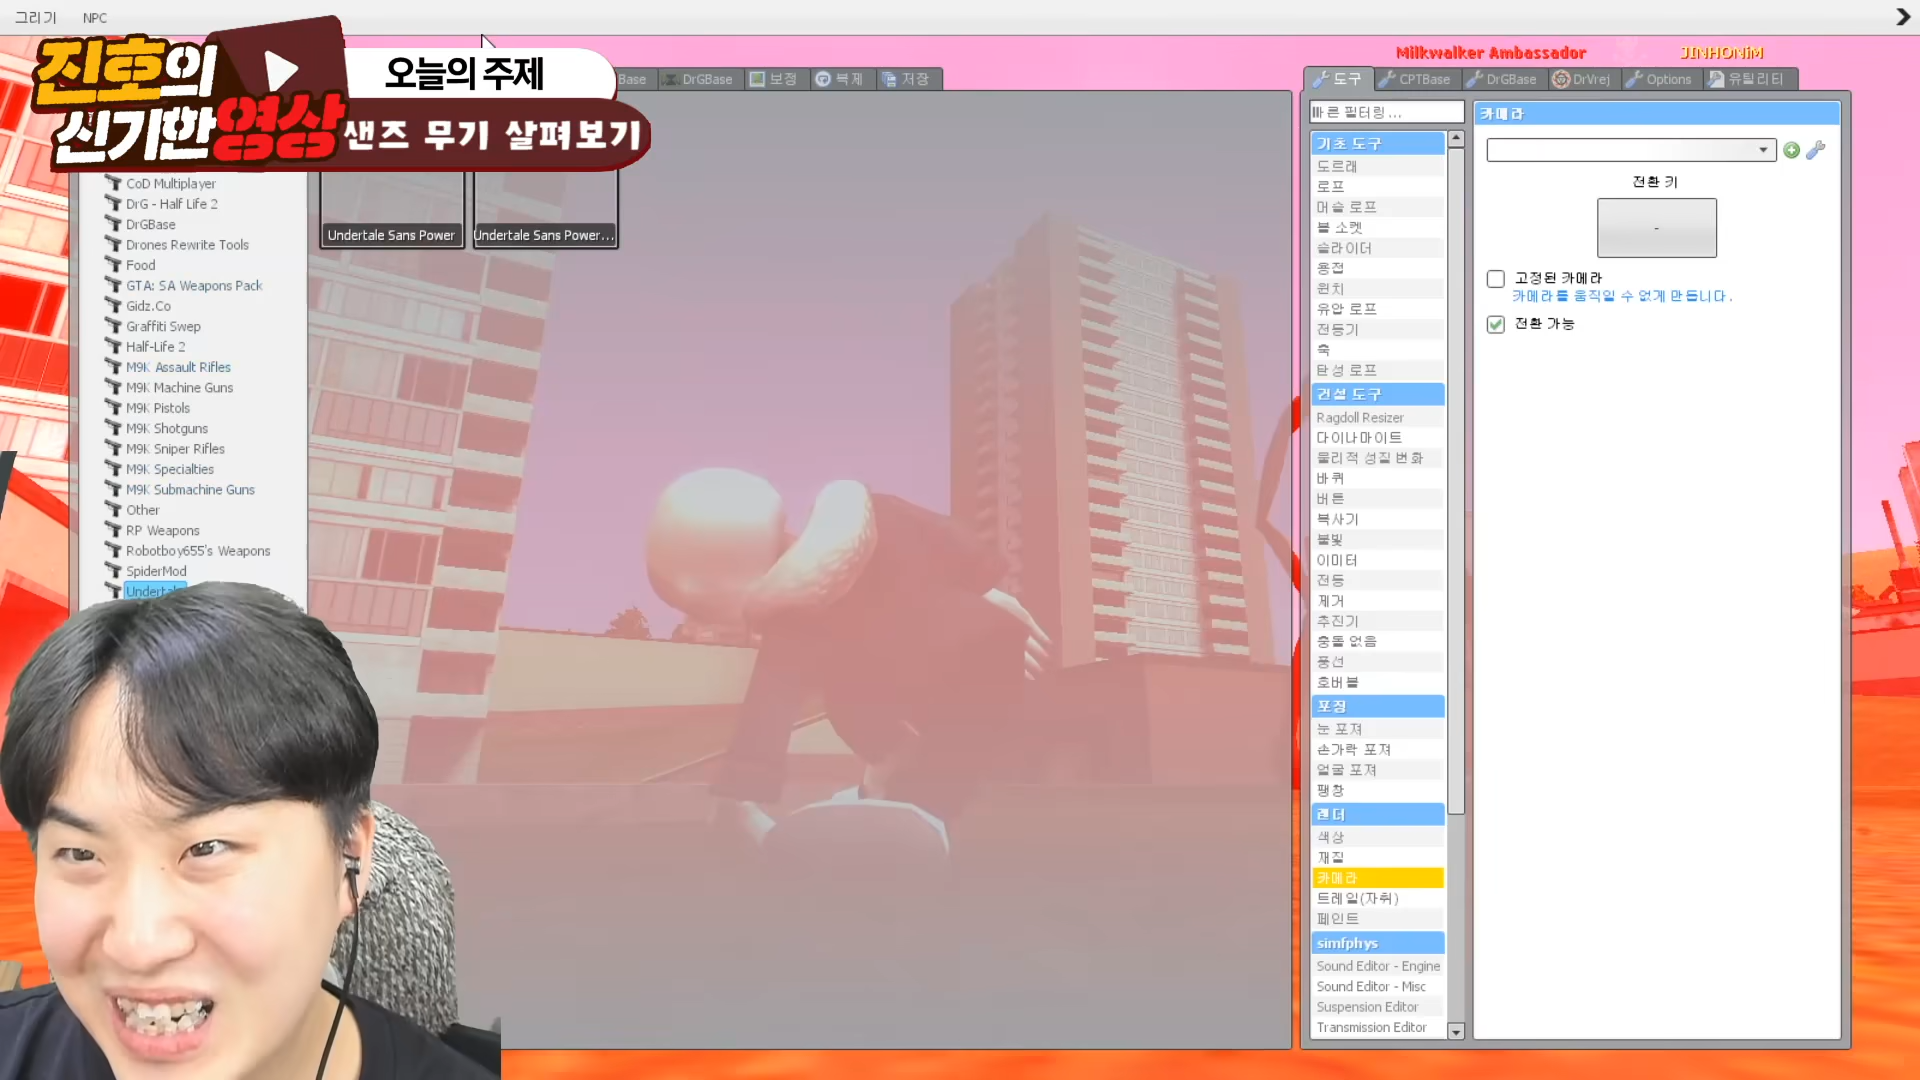 그리기 NPC
진호의
신기한영상
오늘의 주제
샌즈 무기 살펴보기
Milkwalker Ambassador
JINHONIM
Base DrGBase 보정 복제 저장
도구 CPTBase DrGBase DrVrej Options 유틸리티
CoD Multiplayer
DrG - Half Life 2
DrGBase
Drones Rewrite Tools
Food
GTA: SA Weapons Pack
Gidz.Co
Graffiti Swep
Half-Life 2
M9K Assault Rifles
M9K Machine Guns
M9K Pistols
M9K Shotguns
M9K Sniper Rifles
M9K Specialties
M9K Submachine Guns
Other
RP Weapons
Robotboy655's Weapons
SpiderMod
Undertale
Undertale Sans Power
Undertale Sans Power...
빠른 필터링...
기초 도구
도르래
로프
머슬 로프
볼 소켓
슬라이더
용접
윈치
유압 로프
전동기
축
탄성 로프
건설 도구
Ragdoll Resizer
다이나마이트
물리적 성질 변화
바퀴
버튼
복사기
불빛
이미터
전등
제거
추진기
충돌 없음
풍선
호버볼
포징
눈 포져
손가락 포져
얼굴 포져
팽창
렌더
색상
재질
카메라
트레일(자취)
페인트
simfphys
Sound Editor - Engine
Sound Editor - Misc
Suspension Editor
Transmission Editor
카메라
전환 키
-
고정된 카메라
카메라를 움직일 수 없게 만듭니다.
전환 가능